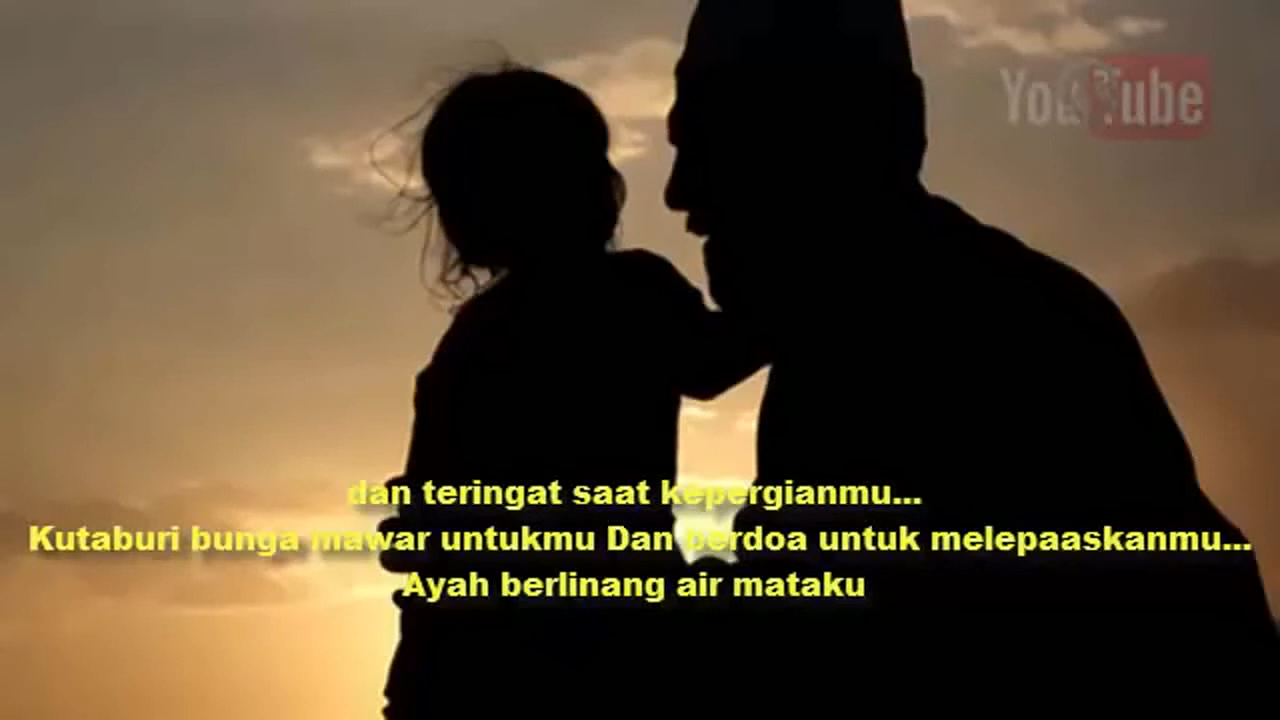 YouTube
dan teringat saat kepergianmu...
Kutaburi bunga mawar untukmu Dan berdoa untuk melepaaskanmu...
Ayah berlinang air mataku